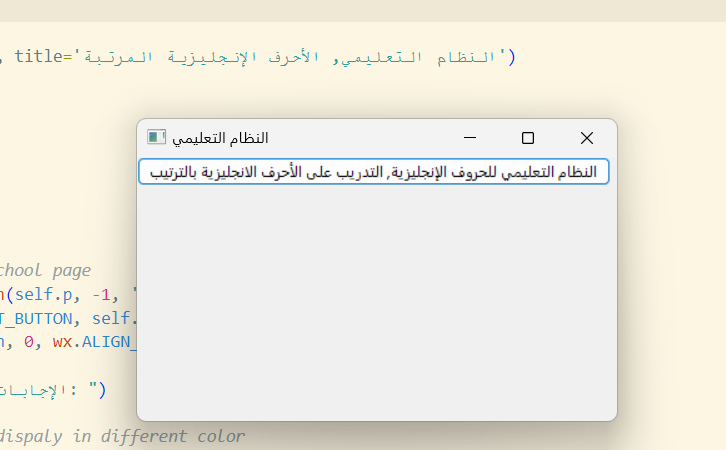 , title='النظام التعليمي, الأحرف الإنجليزية المرتبة')
النظام التعليمي
النظام التعليمي للحروف الإنجليزية, التدريب على الأحرف الانجليزية بالترتيب
chool page
(self.p, -1, '
T_BUTTON, self.
, 0, wx.ALIGN_
الإجابات: ")
dispaly in different color